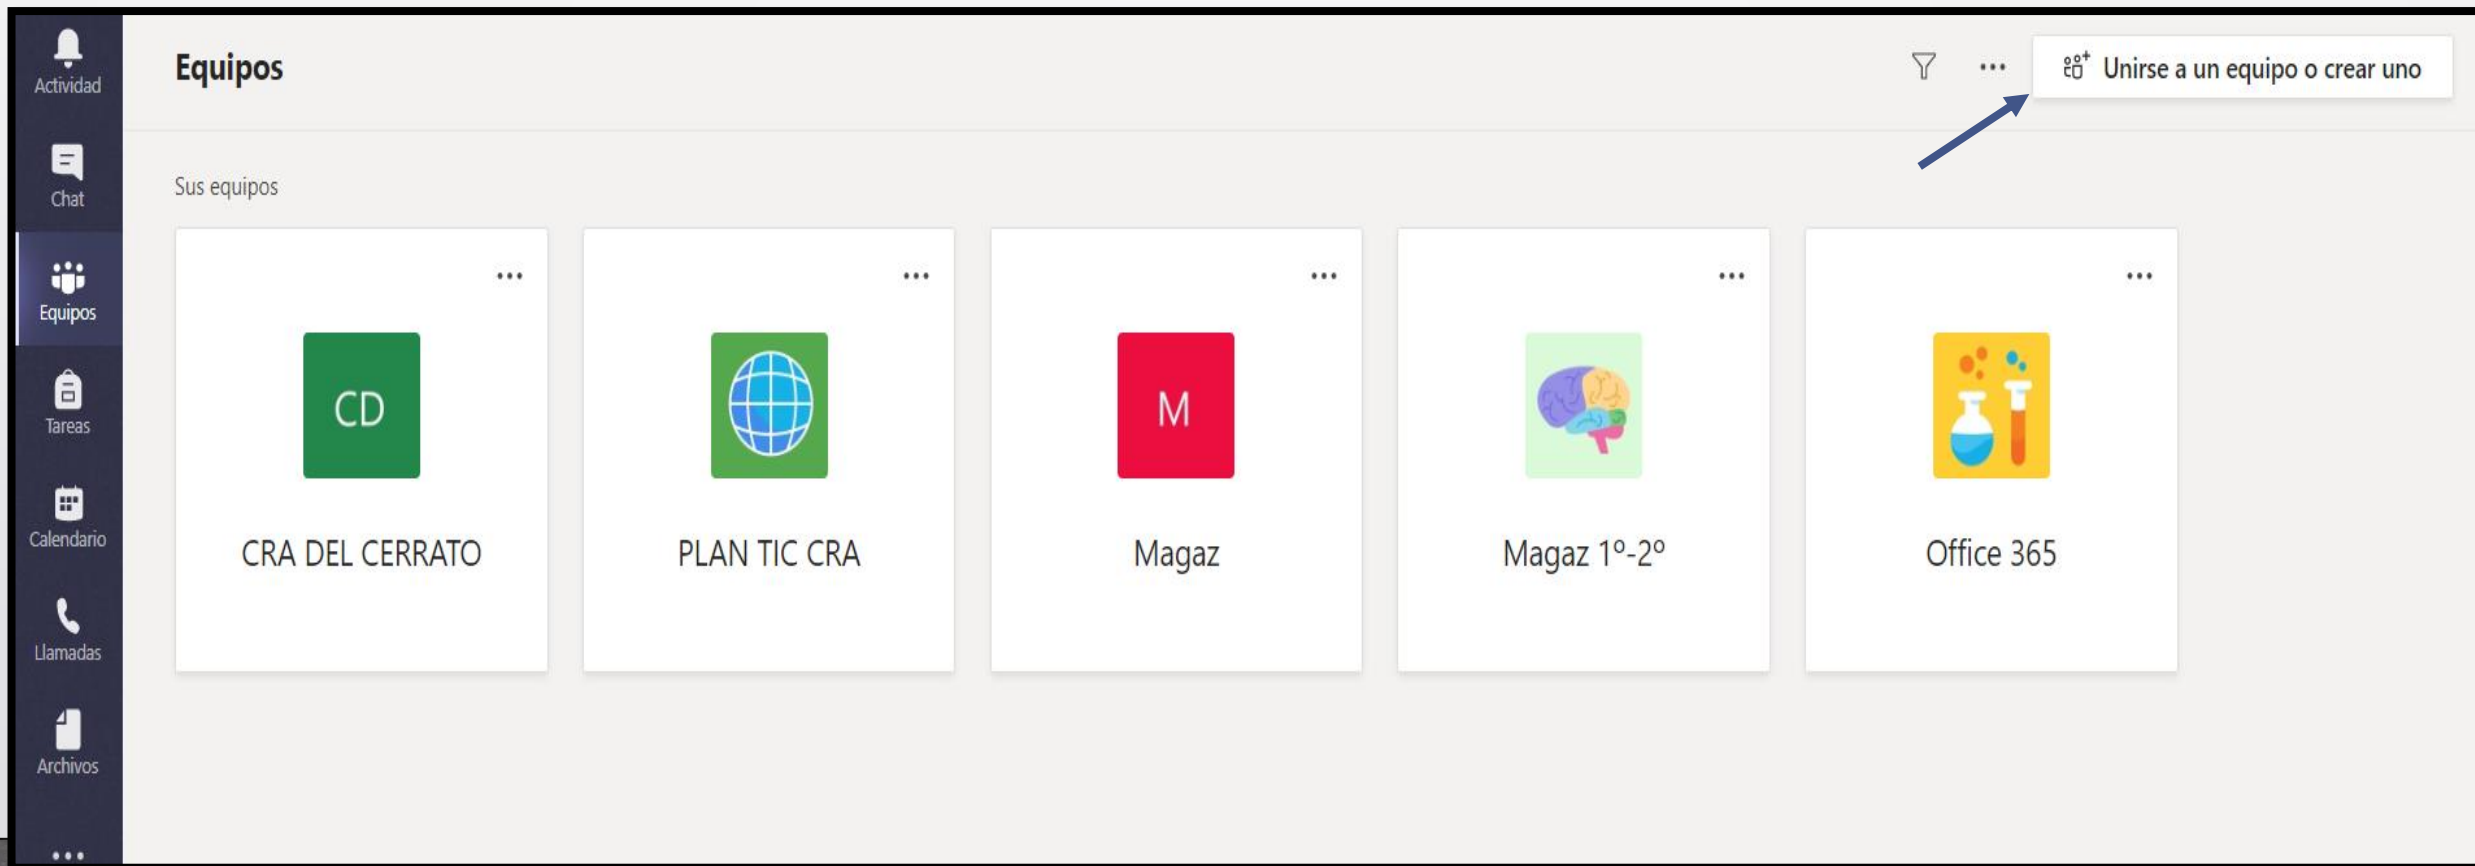 Actividad
Chat
Equipos
Tareas
Calendario
Llamadas
Archivos
Equipos
Unirse a un equipo o crear uno
Sus equipos
CD
M
CRA DEL CERRATO
PLAN TIC CRA
Magaz
Magaz 1º-2º
Office 365